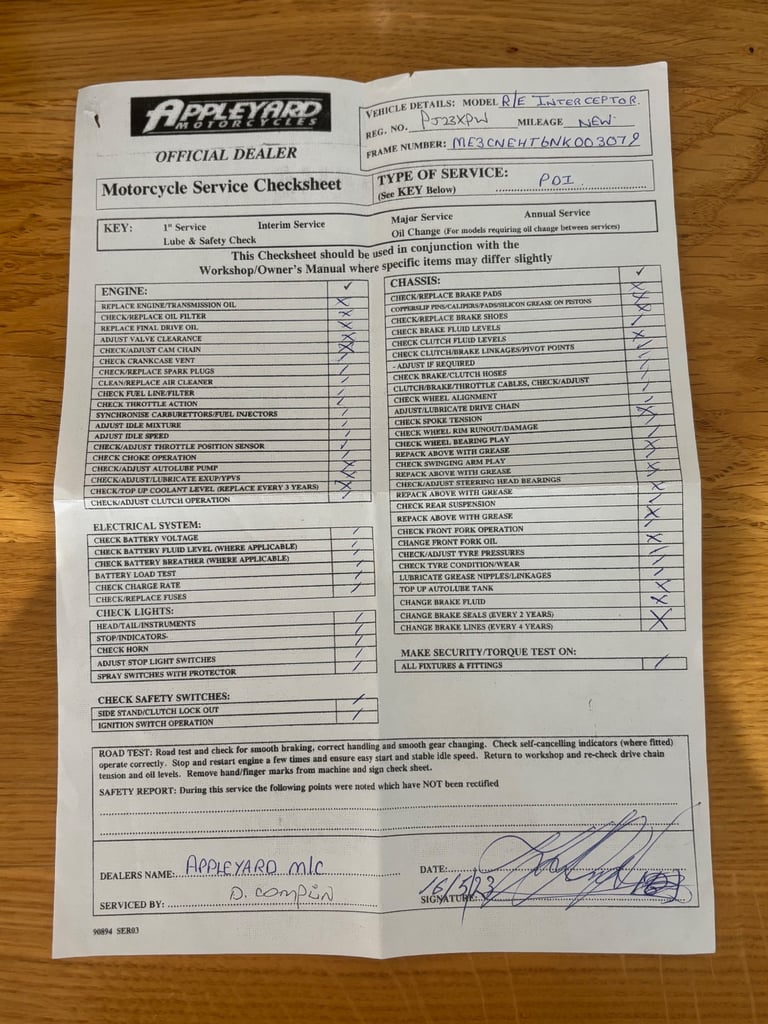 APPLEYARD
MOTORCYCLES
OFFICIAL DEALER
Motorcycle Service Checksheet
VEHICLE DETAILS: MODEL R/E INTERCEPTOR.
REG. NO. PJ23XPW MILEAGE NEW
FRAME NUMBER: ME3CNEHT6NK003079
TYPE OF SERVICE:
(See KEY Below) PDI
KEY: 1st Service Interim Service Major Service Annual Service
Lube & Safety Check Oil Change (For models requiring oil change between services)
This Checksheet should be used in conjunction with the
Workshop/Owner's Manual where specific items may differ slightly
ENGINE: ✓
REPLACE ENGINE/TRANSMISSION OIL
CHECK/REPLACE OIL FILTER
REPLACE FINAL DRIVE OIL
ADJUST VALVE CLEARANCE
CHECK/ADJUST CAM CHAIN
CHECK CRANKCASE VENT
CHECK/REPLACE SPARK PLUGS
CLEAN/REPLACE AIR CLEANER
CHECK FUEL LINE/FILTER
CHECK THROTTLE ACTION
SYNCHRONISE CARBURETTORS/FUEL INJECTORS
ADJUST IDLE MIXTURE
ADJUST IDLE SPEED
CHECK/ADJUST THROTTLE POSITION SENSOR
CHECK CHOKE OPERATION
CHECK/ADJUST AUTOLUBE PUMP
CHECK/ADJUST/LUBRICATE EXUP/YPVS
CHECK/TOP UP COOLANT LEVEL (REPLACE EVERY 3 YEARS)
CHECK/ADJUST CLUTCH OPERATION
ELECTRICAL SYSTEM:
CHECK BATTERY VOLTAGE
CHECK BATTERY FLUID LEVEL (WHERE APPLICABLE)
CHECK BATTERY BREATHER (WHERE APPLICABLE)
BATTERY LOAD TEST
CHECK CHARGE RATE
CHECK/REPLACE FUSES
CHECK LIGHTS:
HEAD/TAIL/INSTRUMENTS
STOP/INDICATORS
CHECK HORN
ADJUST STOP LIGHT SWITCHES
SPRAY SWITCHES WITH PROTECTOR
CHECK SAFETY SWITCHES:
SIDE STAND/CLUTCH LOCK OUT
IGNITION SWITCH OPERATION
CHASSIS: ✓
CHECK/REPLACE BRAKE PADS
COPPERSLIP PINS/CALIPERS/PADS/SILICON GREASE ON PISTONS
CHECK/REPLACE BRAKE SHOES
CHECK BRAKE FLUID LEVELS
CHECK CLUTCH FLUID LEVELS
CHECK CLUTCH/BRAKE LINKAGES/PIVOT POINTS
- ADJUST IF REQUIRED
CHECK BRAKE/CLUTCH HOSES
CLUTCH/BRAKE/THROTTLE CABLES, CHECK/ADJUST
CHECK WHEEL ALIGNMENT
ADJUST/LUBRICATE DRIVE CHAIN
CHECK SPOKE TENSION
CHECK WHEEL RIM RUNOUT/DAMAGE
CHECK WHEEL BEARING PLAY
REPACK ABOVE WITH GREASE
CHECK SWINGING ARM PLAY
REPACK ABOVE WITH GREASE
CHECK/ADJUST STEERING HEAD BEARINGS
REPACK ABOVE WITH GREASE
CHECK REAR SUSPENSION
REPACK ABOVE WITH GREASE
CHECK FRONT FORK OPERATION
CHANGE FRONT FORK OIL
CHECK/ADJUST TYRE PRESSURES
CHECK TYRE CONDITION/WEAR
LUBRICATE GREASE NIPPLES/LINKAGES
TOP UP AUTOLUBE TANK
CHANGE BRAKE FLUID
CHANGE BRAKE SEALS (EVERY 2 YEARS)
CHANGE BRAKE LINES (EVERY 4 YEARS)
MAKE SECURITY/TORQUE TEST ON:
ALL FIXTURES & FITTINGS
ROAD TEST: Road test and check for smooth braking, correct handling and smooth gear changing. Check self-cancelling indicators (where fitted)
operate correctly. Stop and restart engine a few times and ensure easy start and stable idle speed. Return to workshop and re-check drive chain
tension and oil levels. Remove hand/finger marks from machine and sign check sheet.
SAFETY REPORT: During this service the following points were noted which have NOT been rectified
DEALERS NAME: APPLEYARD M/C
SERVICED BY: D. COMPLIN
DATE: 16/5/23
SIGNATURE:
90894 SER03